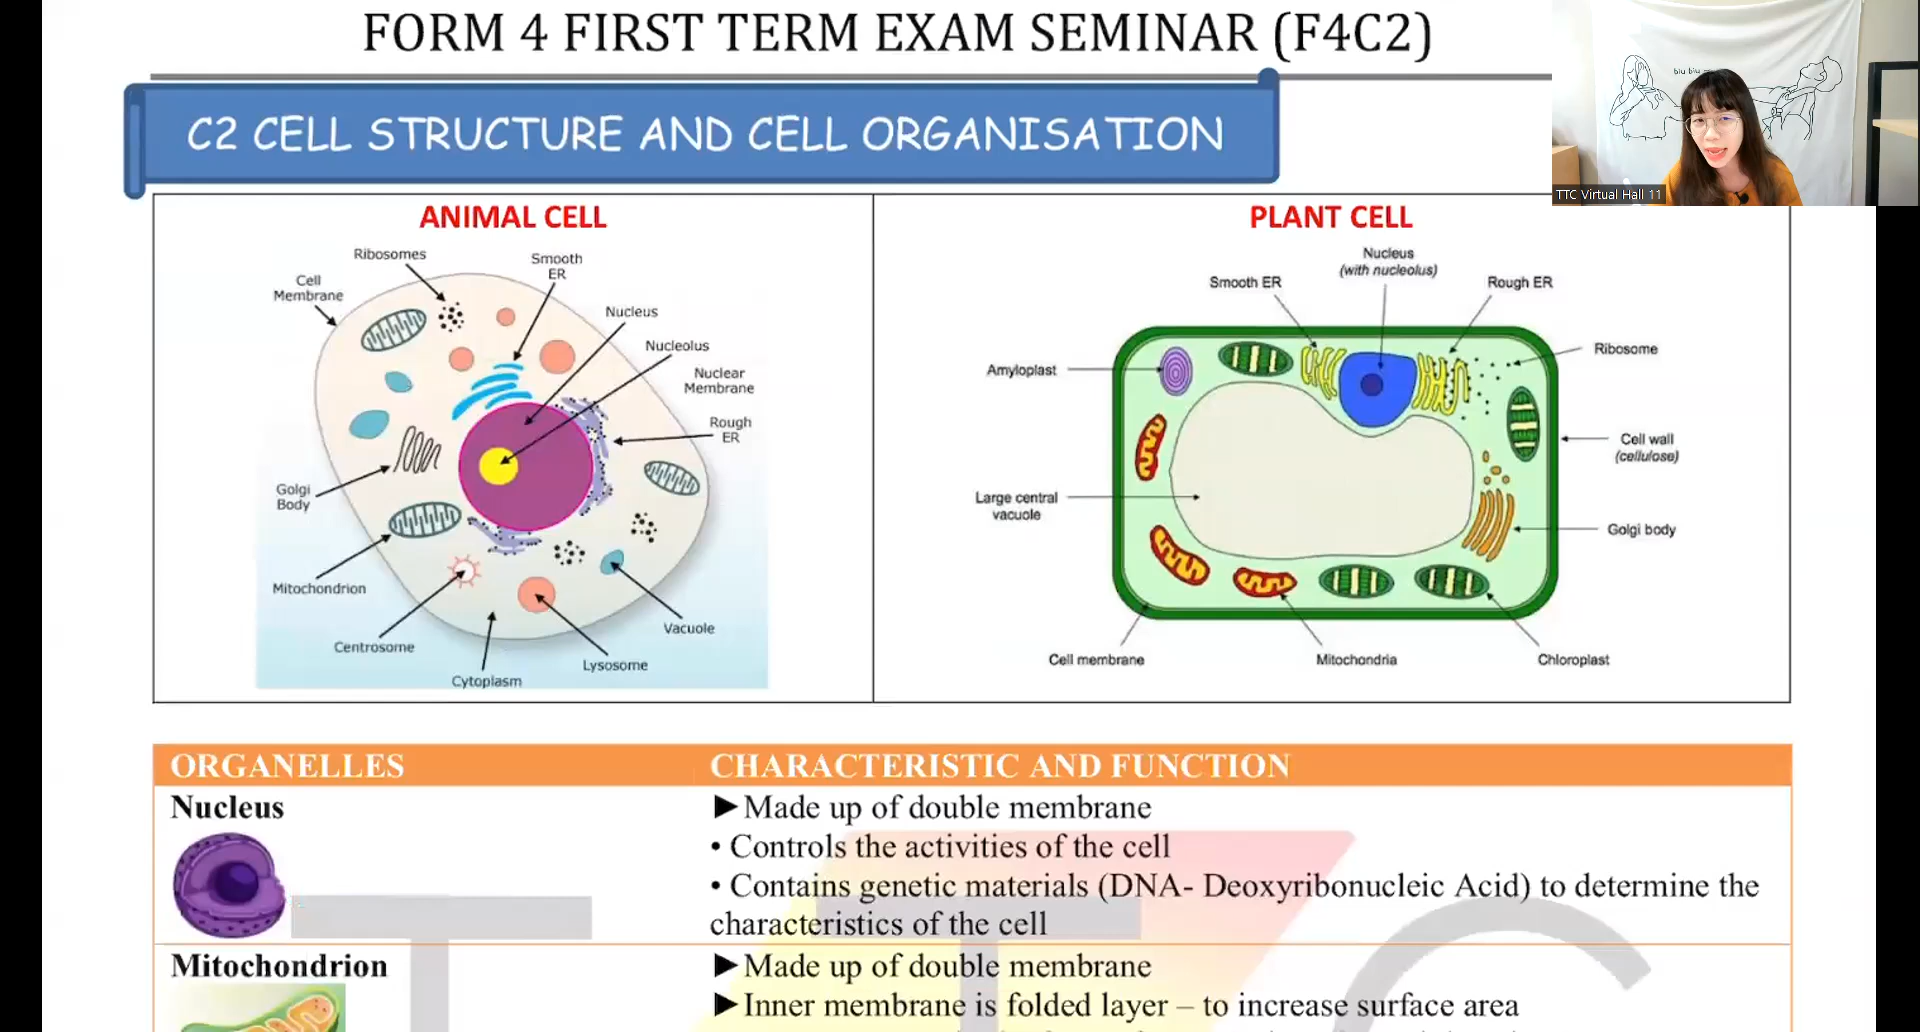 FORM 4 FIRST TERM EXAM SEMINAR (F4C2)
C2 CELL STRUCTURE AND CELL ORGANISATION
blu blu
TTC Virtual Hall 11
ANIMAL CELL
Ribosomes
Smooth
ER
Cell
Membrane
Nucleus
Nucleolus
Nuclear
Membrane
Rough
ER
Golgi
Body
Mitochondrion
Centrosome
Cytoplasm
Lysosome
Vacuole
PLANT CELL
Nucleus
(with nucleolus)
Smooth ER
Rough ER
Ribosome
Amyloplast
Cell wall
(cellulose)
Large central
vacuole
Golgi body
Cell membrane
Mitochondria
Chloroplast
ORGANELLES
CHARACTERISTIC AND FUNCTION
Nucleus
►Made up of double membrane
• Controls the activities of the cell
• Contains genetic materials (DNA- Deoxyribonucleic Acid) to determine the
characteristics of the cell
Mitochondrion
►Made up of double membrane
►Inner membrane is folded layer – to increase surface area
TTC